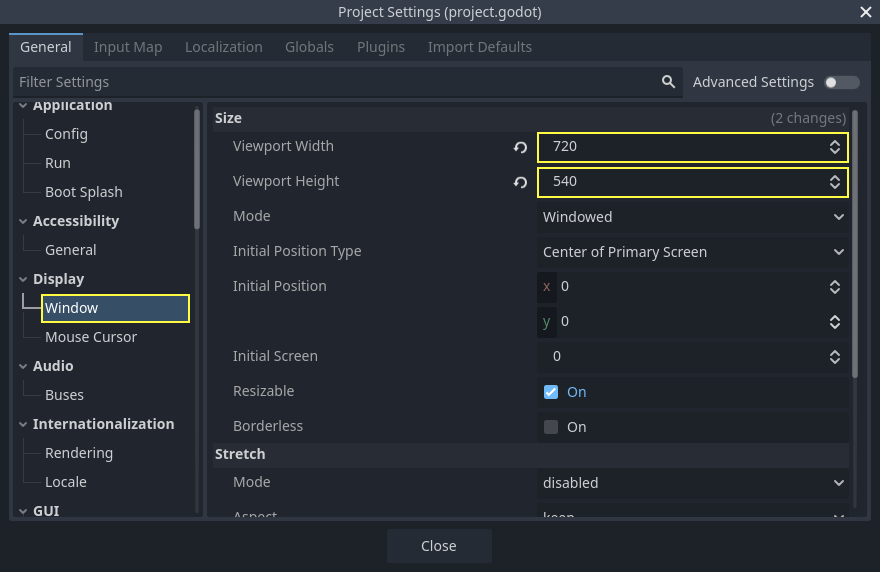 Project Settings (project.godot)
General Input Map Localization Globals Plugins Import Defaults
Filter Settings Advanced Settings
Application
Config
Run
Boot Splash
Accessibility
General
Display
Window
Mouse Cursor
Audio
Buses
Internationalization
Rendering
Locale
GUI
Size (2 changes)
Viewport Width 720
Viewport Height 540
Mode Windowed
Initial Position Type Center of Primary Screen
Initial Position x 0
y 0
Initial Screen 0
Resizable On
Borderless On
Stretch
Mode disabled
Aspect keep
Close